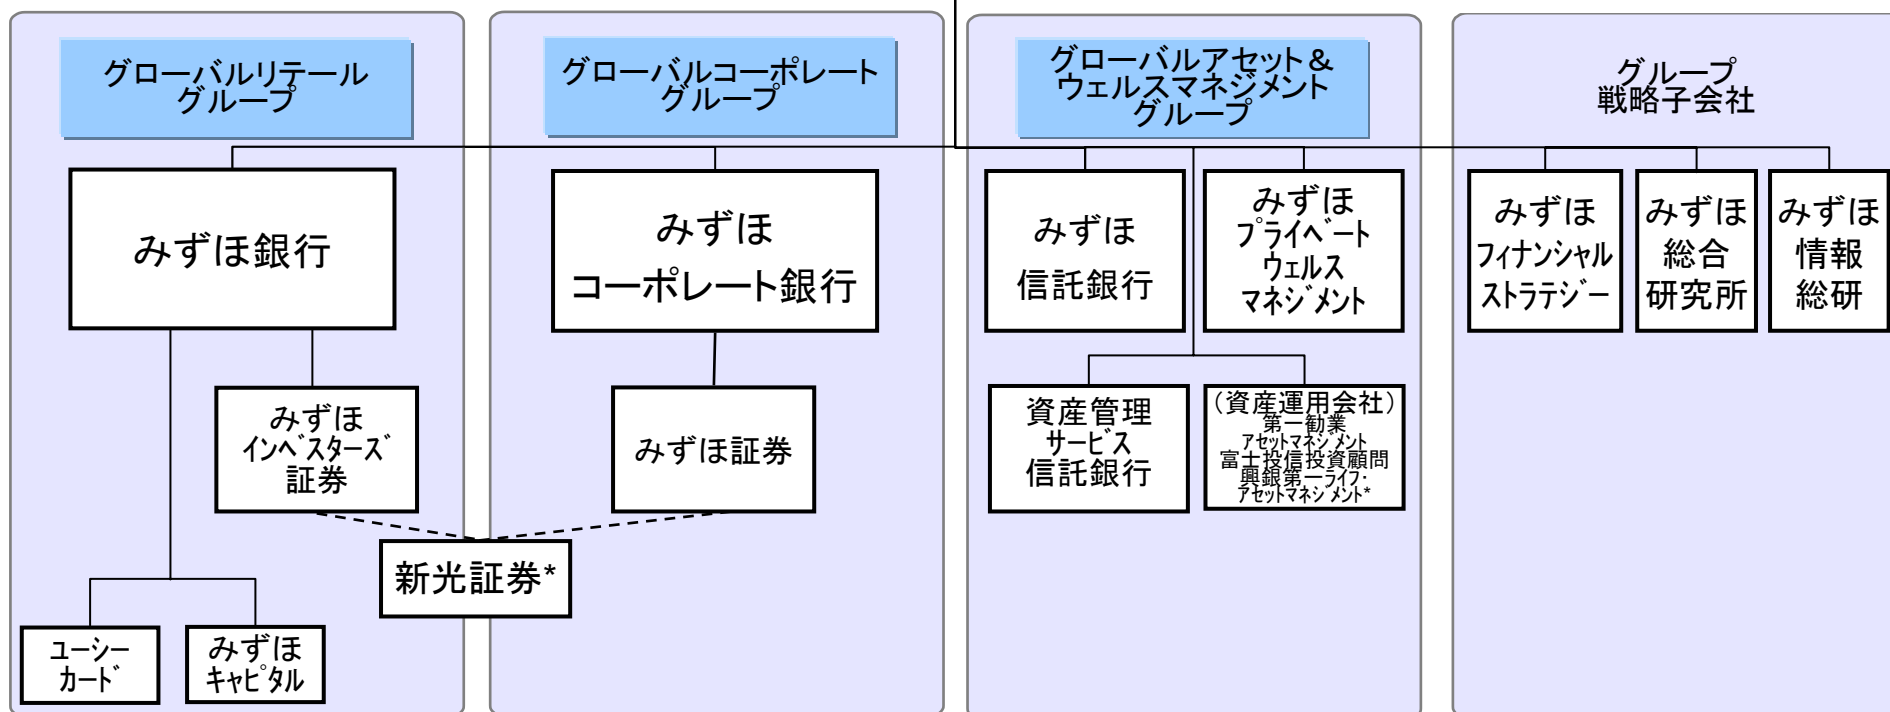 グローバルリテール
グループ
グローバルコーポレート
グループ
グローバルアセット＆
ウェルスマネジメント
グループ
グループ
戦略子会社
みずほ銀行
みずほ
コーポレート銀行
みずほ
信託銀行
みずほ
プライベート
ウェルス
マネジメント
みずほ
フィナンシャル
ストラテジー
みずほ
総合
研究所
みずほ
情報
総研
みずほ
インベスターズ
証券
みずほ証券
資産管理
サービス
信託銀行
（資産運用会社）
第一勧業
アセットマネジメント
富士投信投資顧問
興銀第一ライフ・
アセットマネジメント*
新光証券*
ユーシー
カード
みずほ
キャピタル